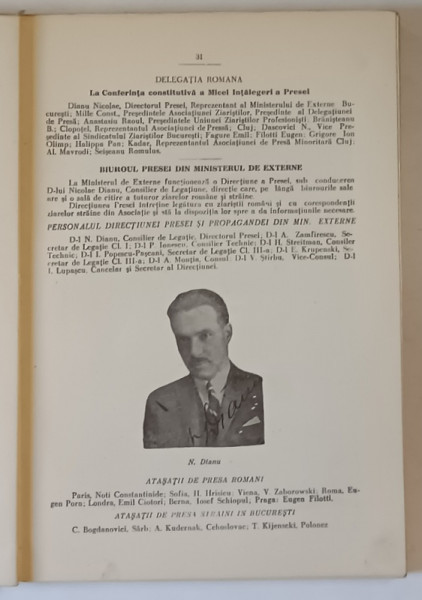 31
DELEGAȚIA ROMANA
La Conferința constitutivă a Micei Ințălegeri a Presei
Dianu Nicolae, Directorul Presei, Reprezentant al Ministerului de Externe Bu-
curești; Mille Const., Președintele Asociațiunei Ziariștilor, Președinte al Delegațiunei
de Presă; Anastasiu Raoul, Președintele Uniunei Ziariștilor Profesioniști; Brănișteanu
B.; Clopoțel, Reprezentantul Asociațiunei de Presă; Cluj; Dascovici N., Vice Pre-
ședinte al Sindicatului Ziariștilor București; Fagure Emil; Filotti Eugen; Grigore Ion
Olimp; Halippa Pan; Kadar, Reprezentantul Asociațiunei de Presă Minoritară Cluj;
Al. Mavrodi; Seișeanu Romulus.
BIUROUL PRESEI DIN MINISTERUL DE EXTERNE
La Ministerul de Externe funcționează o Direcțiune a Presei, sub conducerea
D-lui Nicolae Dianu, Consilier de Legațiune, direcție care, pe lângă biurourile sale
are și o sală de citire a tuturor ziarelor române și străine.
Direcțiunea Presei întreține legătura cu ziariștii români și cu corespondenții
ziarelor străine din Asociație și stă la dispoziția lor spre a da informațiunile necesare.
PERSONALUL DIRECȚIUNEI PRESEI ȘI PROPAGANDEI DIN MIN. EXTERNE
D-l N. Dianu, Consilier de Legație, Directorul Presei; D-l A. Zamfirescu, Se-
cretar de Legație Cl. I; D-l P. Ionescu, Consilier Technic; D-l H. Streitman, Consilier
Technic; D-l I. Popescu-Pașcani, Secretar de Legație Cl. III-a; D-l E. Krupenski, Se-
cretar de Legație Cl. III-a; D-l A. Consul D-l V. Știrbu, Vice-Consul; D-l
I. Lupașcu, Cancelar și Secretar al Direcțiunei.
N. Dianu
ATAȘAȚII DE PRESA ROMANI
Paris, Noti Constantinide; Sofia, H. Hrisicu; Viena, V. Zaborowski; Roma, Eu-
gen Porn; Londra, Emil Ciotori; Berna, Iosef Schiopul; Praga: Eugen Filotti.
ATAȘAȚII DE PRESA STRAINI IN BUCUREȘTI
C. Bogdanovici, Sârb; A. Kudernak, Cehoslovac; T. Kijenscki, Polonez